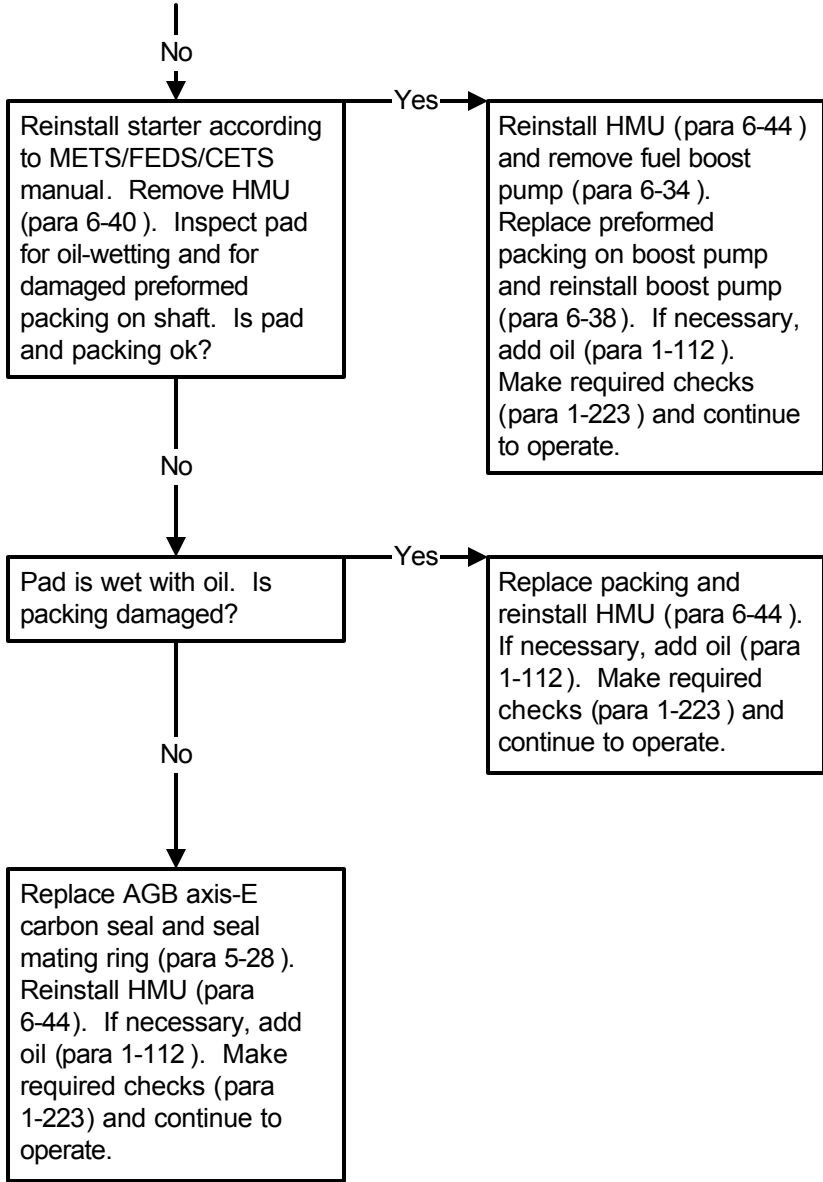 No
Reinstall starter according
to METS/FEDS/CETS
manual. Remove HMU
(para 6-40 ). Inspect pad
for oil-wetting and for
damaged preformed
packing on shaft. Is pad
and packing ok?
Yes
Reinstall HMU (para 6-44 )
and remove fuel boost
pump (para 6-34 ).
Replace preformed
packing on boost pump
and reinstall boost pump
(para 6-38). If necessary,
add oil (para 1-112 ).
Make required checks
(para 1-223 ) and continue
to operate.
No
Pad is wet with oil. Is
packing damaged?
Yes
Replace packing and
reinstall HMU (para 6-44 ).
If necessary, add oil (para
1-112 ). Make required
checks (para 1-223 ) and
continue to operate.
No
Replace AGB axis-E
carbon seal and seal
mating ring (para 5-28 ).
Reinstall HMU (para
6-44). If necessary, add
oil (para 1-112 ). Make
required checks (para
1-223) and continue to
operate.